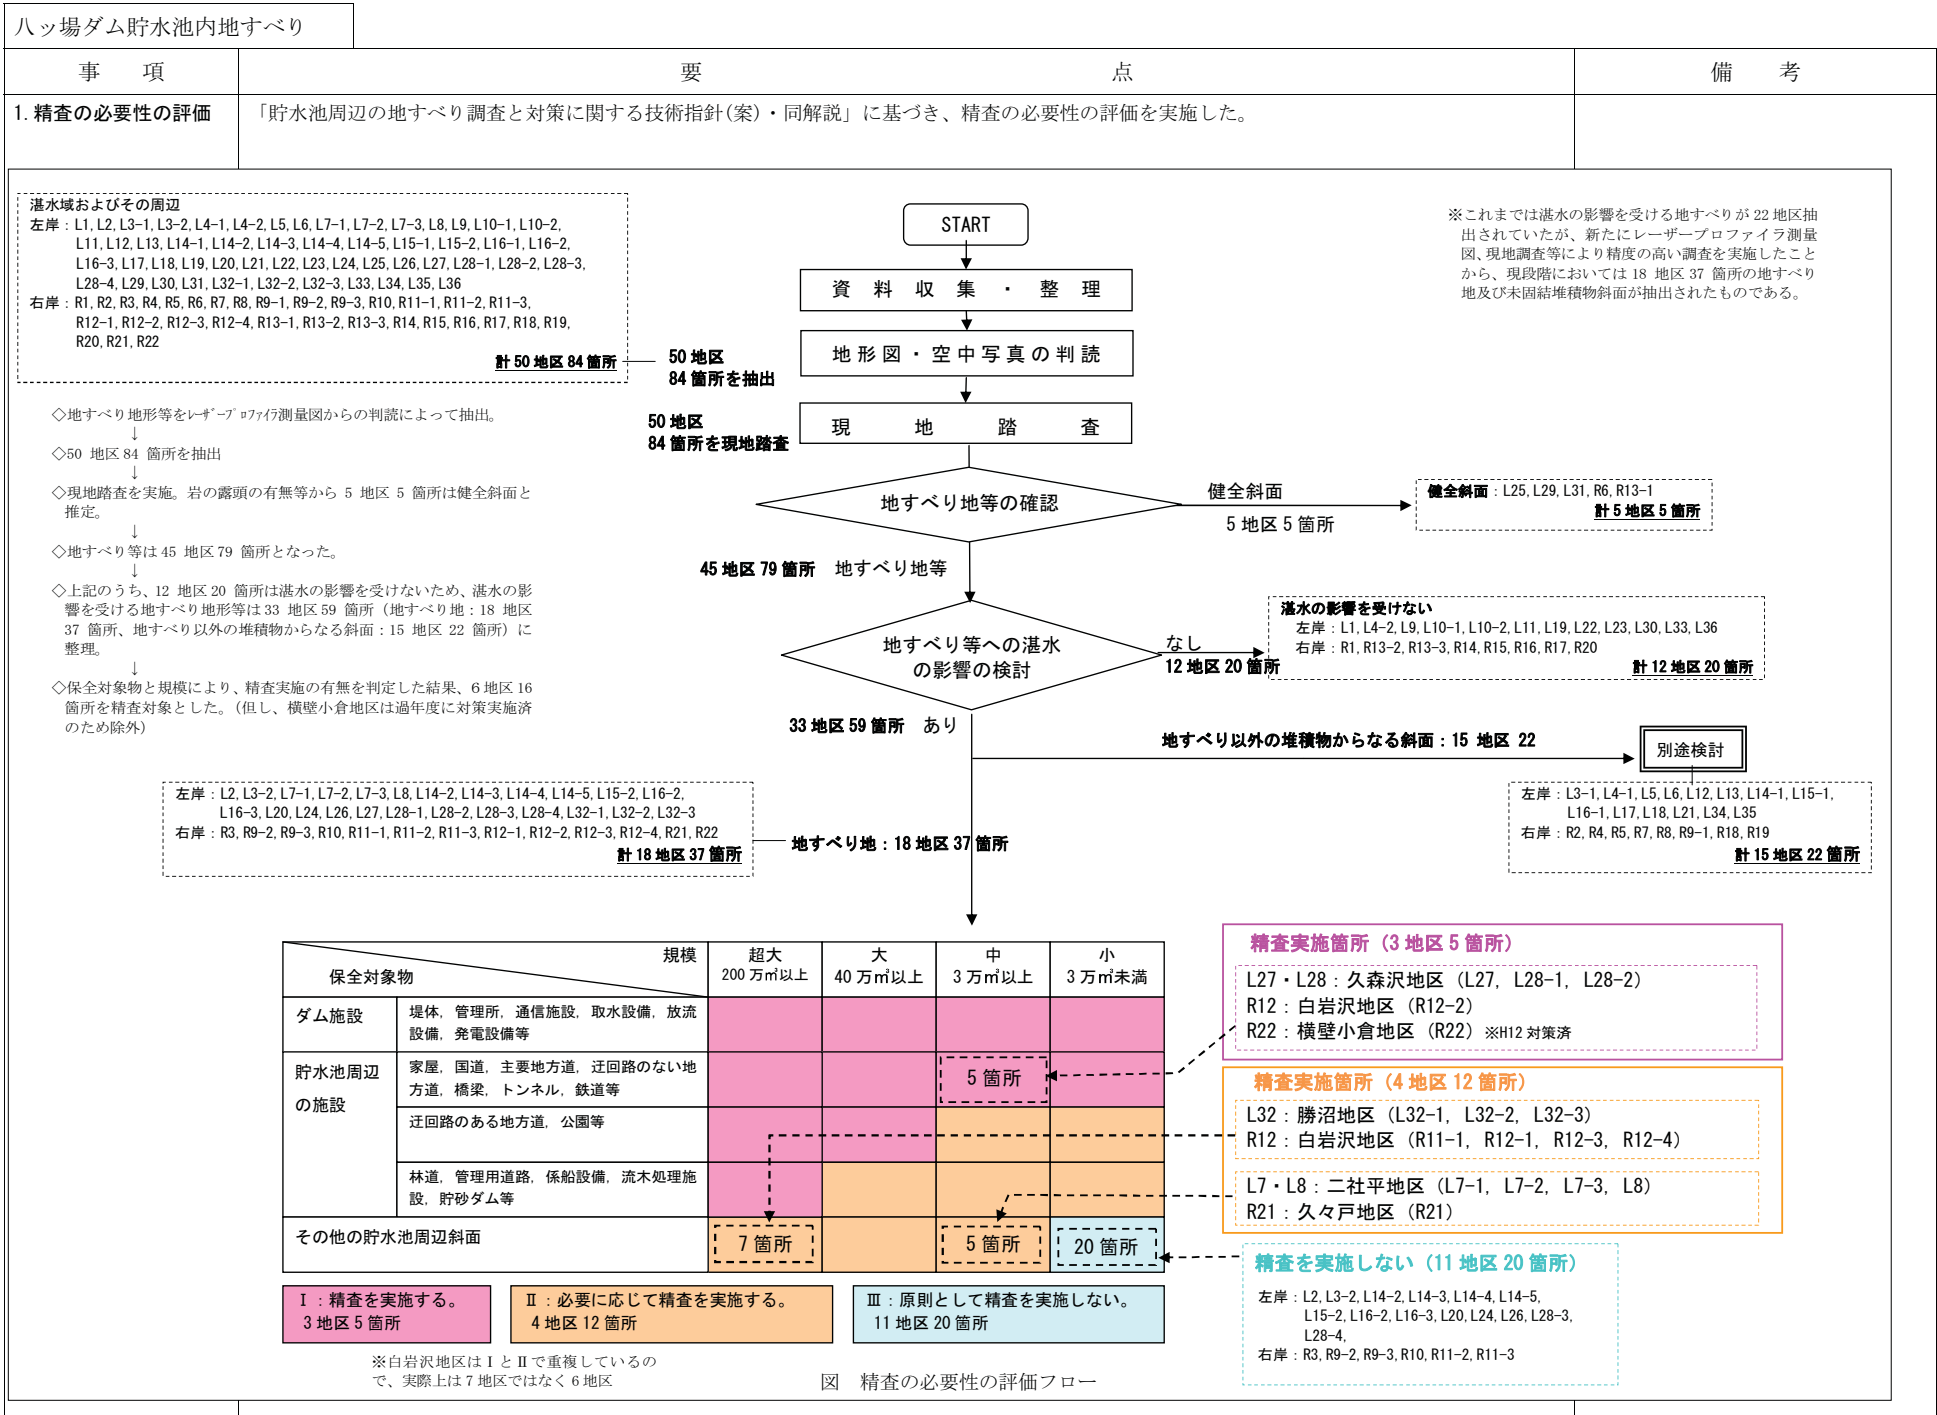 八ッ場ダム貯水池内地すべり
事　項
要　点
備　考
1. 精査の必要性の評価
「貯水池周辺の地すべり調査と対策に関する技術指針(案)・同解説」に基づき、精査の必要性の評価を実施した。
湛水域およびその周辺
左岸：L1, L2, L3-1, L3-2, L4-1, L4-2, L5, L6, L7-1, L7-2, L7-3, L8, L9, L10-1, L10-2,
L11, L12, L13, L14-1, L14-2, L14-3, L14-4, L14-5, L15-1, L15-2, L16-1, L16-2,
L16-3, L17, L18, L19, L20, L21, L22, L23, L24, L25, L26, L27, L28-1, L28-2, L28-3,
L28-4, L29, L30, L31, L32-1, L32-2, L32-3, L33, L34, L35, L36
右岸：R1, R2, R3, R4, R5, R6, R7, R8, R9-1, R9-2, R9-3, R10, R11-1, R11-2, R11-3,
R12-1, R12-2, R12-3, R12-4, R13-1, R13-2, R13-3, R14, R15, R16, R17, R18, R19,
R20, R21, R22
計 50 地区 84 箇所
50 地区
84 箇所を抽出
START
資料収集・整理
地形図・空中写真の判読
50 地区
84 箇所を現地踏査
現地踏査
※これまでは湛水の影響を受ける地すべりが 22 地区抽
出されていたが、新たにレーザープロファイラ測量
図、現地調査等により精度の高い調査を実施したこと
から、現段階においては 18 地区 37 箇所の地すべり
地及び未固結堆積物斜面が抽出されたものである。
◇地すべり地形等をﾚｰｻﾞｰﾌﾟﾛﾌｧｲﾗ測量図からの判読によって抽出。
↓
◇50 地区 84 箇所を抽出
↓
◇現地踏査を実施。岩の露頭の有無等から 5 地区 5 箇所は健全斜面と
推定。
↓
◇地すべり等は 45 地区 79 箇所となった。
↓
◇上記のうち、12 地区 20 箇所は湛水の影響を受けないため、湛水の影
響を受ける地すべり地形等は 33 地区 59 箇所（地すべり地：18 地区
37 箇所、地すべり以外の堆積物からなる斜面：15 地区 22 箇所）に
整理。
↓
◇保全対象物と規模により、精査実施の有無を判定した結果、6 地区 16
箇所を精査対象とした。（但し、横壁小倉地区は過年度に対策実施済
のため除外）
地すべり地等の確認
健全斜面
5 地区 5 箇所
健全斜面：L25, L29, L31, R6, R13-1
計 5 地区 5 箇所
45 地区 79 箇所　地すべり地等
地すべり等への湛水
の影響の検討
なし
12 地区 20 箇所
湛水の影響を受けない
左岸：L1, L4-2, L9, L10-1, L10-2, L11, L19, L22, L23, L30, L33, L36
右岸：R1, R13-2, R13-3, R14, R15, R16, R17, R20
計 12 地区 20 箇所
33 地区 59 箇所　あり
地すべり以外の堆積物からなる斜面：15 地区 22
別途検討
左岸：L3-1, L4-1, L5, L6, L12, L13, L14-1, L15-1,
L16-1, L17, L18, L21, L34, L35
右岸：R2, R4, R5, R7, R8, R9-1, R18, R19
計 15 地区 22 箇所
左岸：L2, L3-2, L7-1, L7-2, L7-3, L8, L14-2, L14-3, L14-4, L14-5, L15-2, L16-2,
L16-3, L20, L24, L26, L27, L28-1, L28-2, L28-3, L28-4, L32-1, L32-2, L32-3
右岸：R3, R9-2, R9-3, R10, R11-1, R11-2, R11-3, R12-1, R12-2, R12-3, R12-4, R21, R22
計 18 地区 37 箇所
地すべり地：18 地区 37 箇所
規模
保全対象物
超大
200 万㎥以上
大
40 万㎥以上
中
3 万㎥以上
小
3 万㎥未満
ダム施設
堤体, 管理所, 通信施設, 取水設備, 放流
設備, 発電設備等
貯水池周辺
の施設
家屋, 国道, 主要地方道, 迂回路のない地
方道, 橋梁, トンネル, 鉄道等
5 箇所
迂回路のある地方道, 公園等
林道, 管理用道路, 係船設備, 流木処理施
設, 貯砂ダム等
その他の貯水池周辺斜面
7 箇所
5 箇所
20 箇所
精査実施箇所（3 地区 5 箇所）
L27・L28：久森沢地区（L27, L28-1, L28-2）
R12：白岩沢地区（R12-2）
R22：横壁小倉地区（R22）※H12 対策済
精査実施箇所（4 地区 12 箇所）
L32：勝沼地区（L32-1, L32-2, L32-3）
R12：白岩沢地区（R11-1, R12-1, R12-3, R12-4）
L7・L8：二社平地区（L7-1, L7-2, L7-3, L8）
R21：久々戸地区（R21）
精査を実施しない（11 地区 20 箇所）
左岸：L2, L3-2, L14-2, L14-3, L14-4, L14-5,
L15-2, L16-2, L16-3, L20, L24, L26, L28-3,
L28-4,
右岸：R3, R9-2, R9-3, R10, R11-2, R11-3
Ⅰ：精査を実施する。
3 地区 5 箇所
Ⅱ：必要に応じて精査を実施する。
4 地区 12 箇所
Ⅲ：原則として精査を実施しない。
11 地区 20 箇所
※白岩沢地区はⅠとⅡで重複しているの
で、実際上は 7 地区ではなく 6 地区
図　精査の必要性の評価フロー